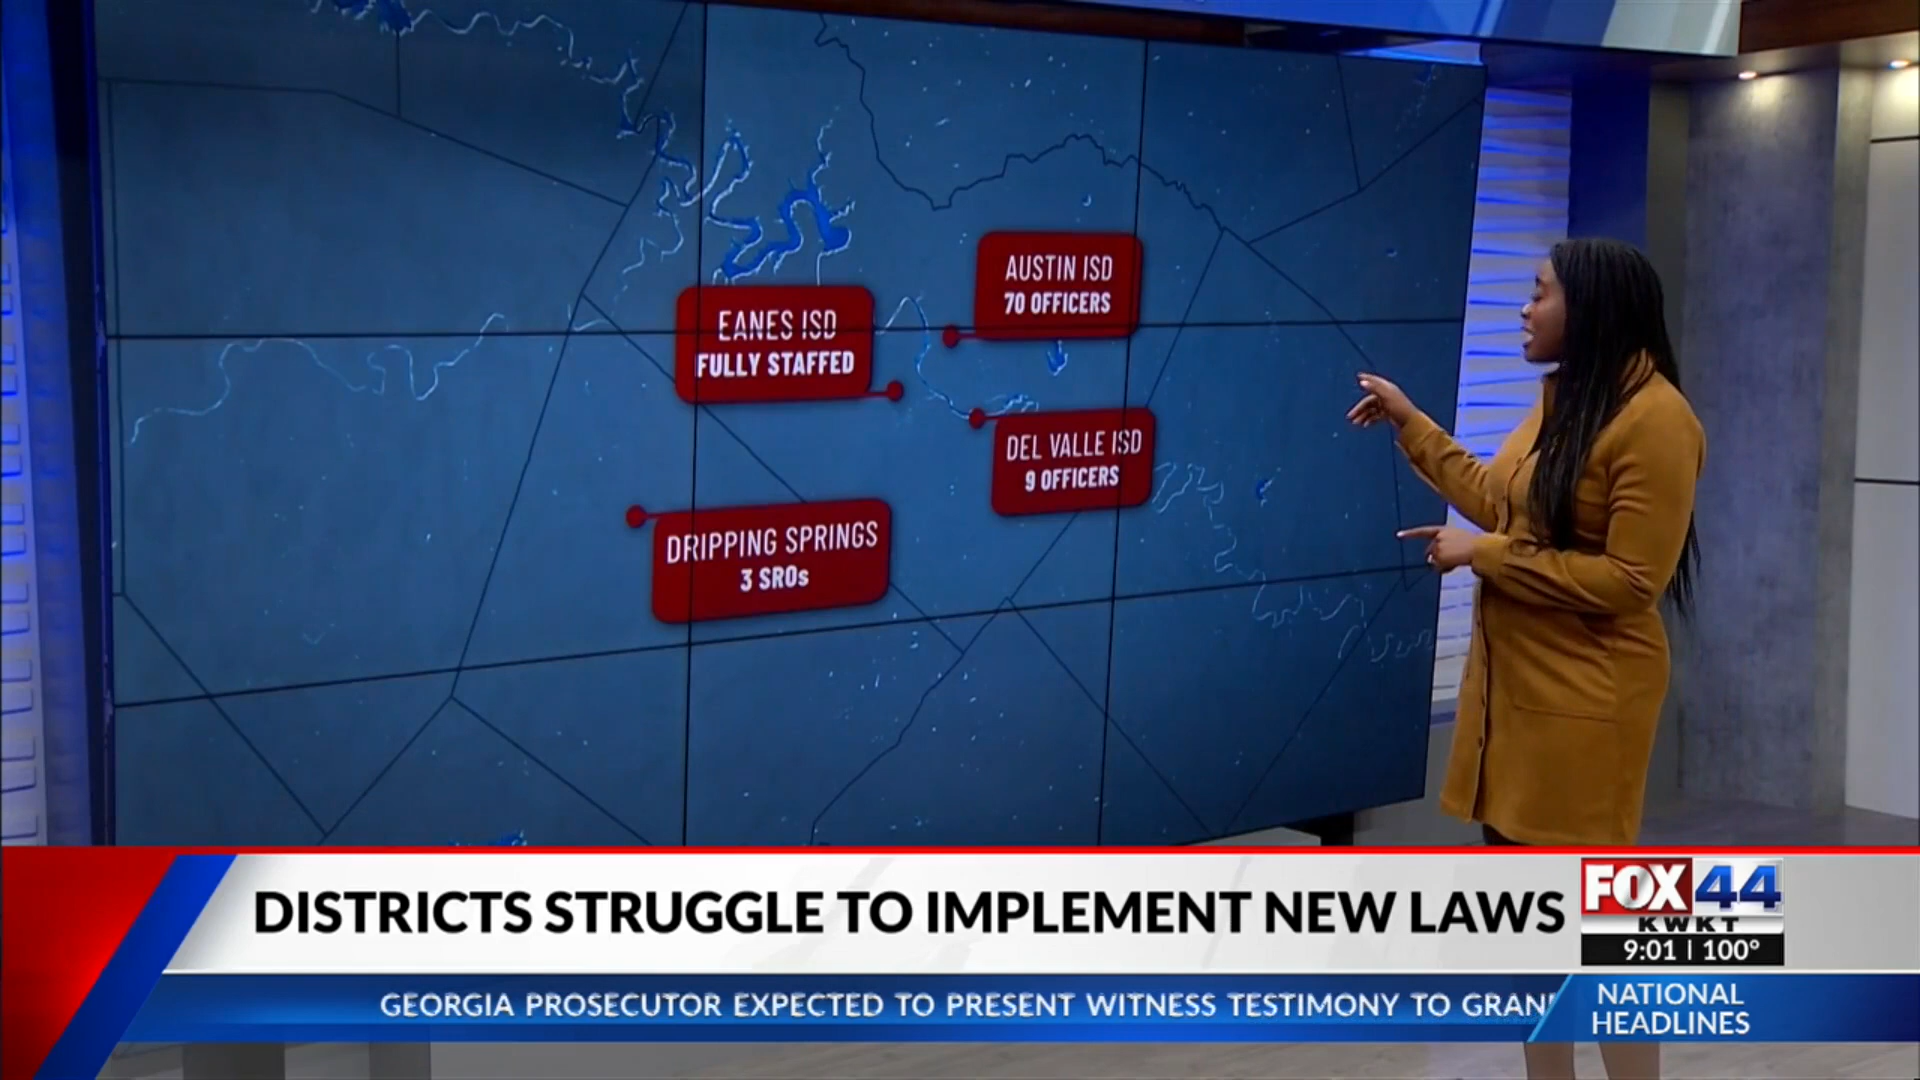 AUSTIN ISD
70 OFFICERS
EANES ISD
FULLY STAFFED
DEL VALLE ISD
9 OFFICERS
DRIPPING SPRINGS
3 SROs
DISTRICTS STRUGGLE TO IMPLEMENT NEW LAWS
FOX 44
KWKT
9:01 | 100°
GEORGIA PROSECUTOR EXPECTED TO PRESENT WITNESS TESTIMONY TO GRAN
NATIONAL
HEADLINES